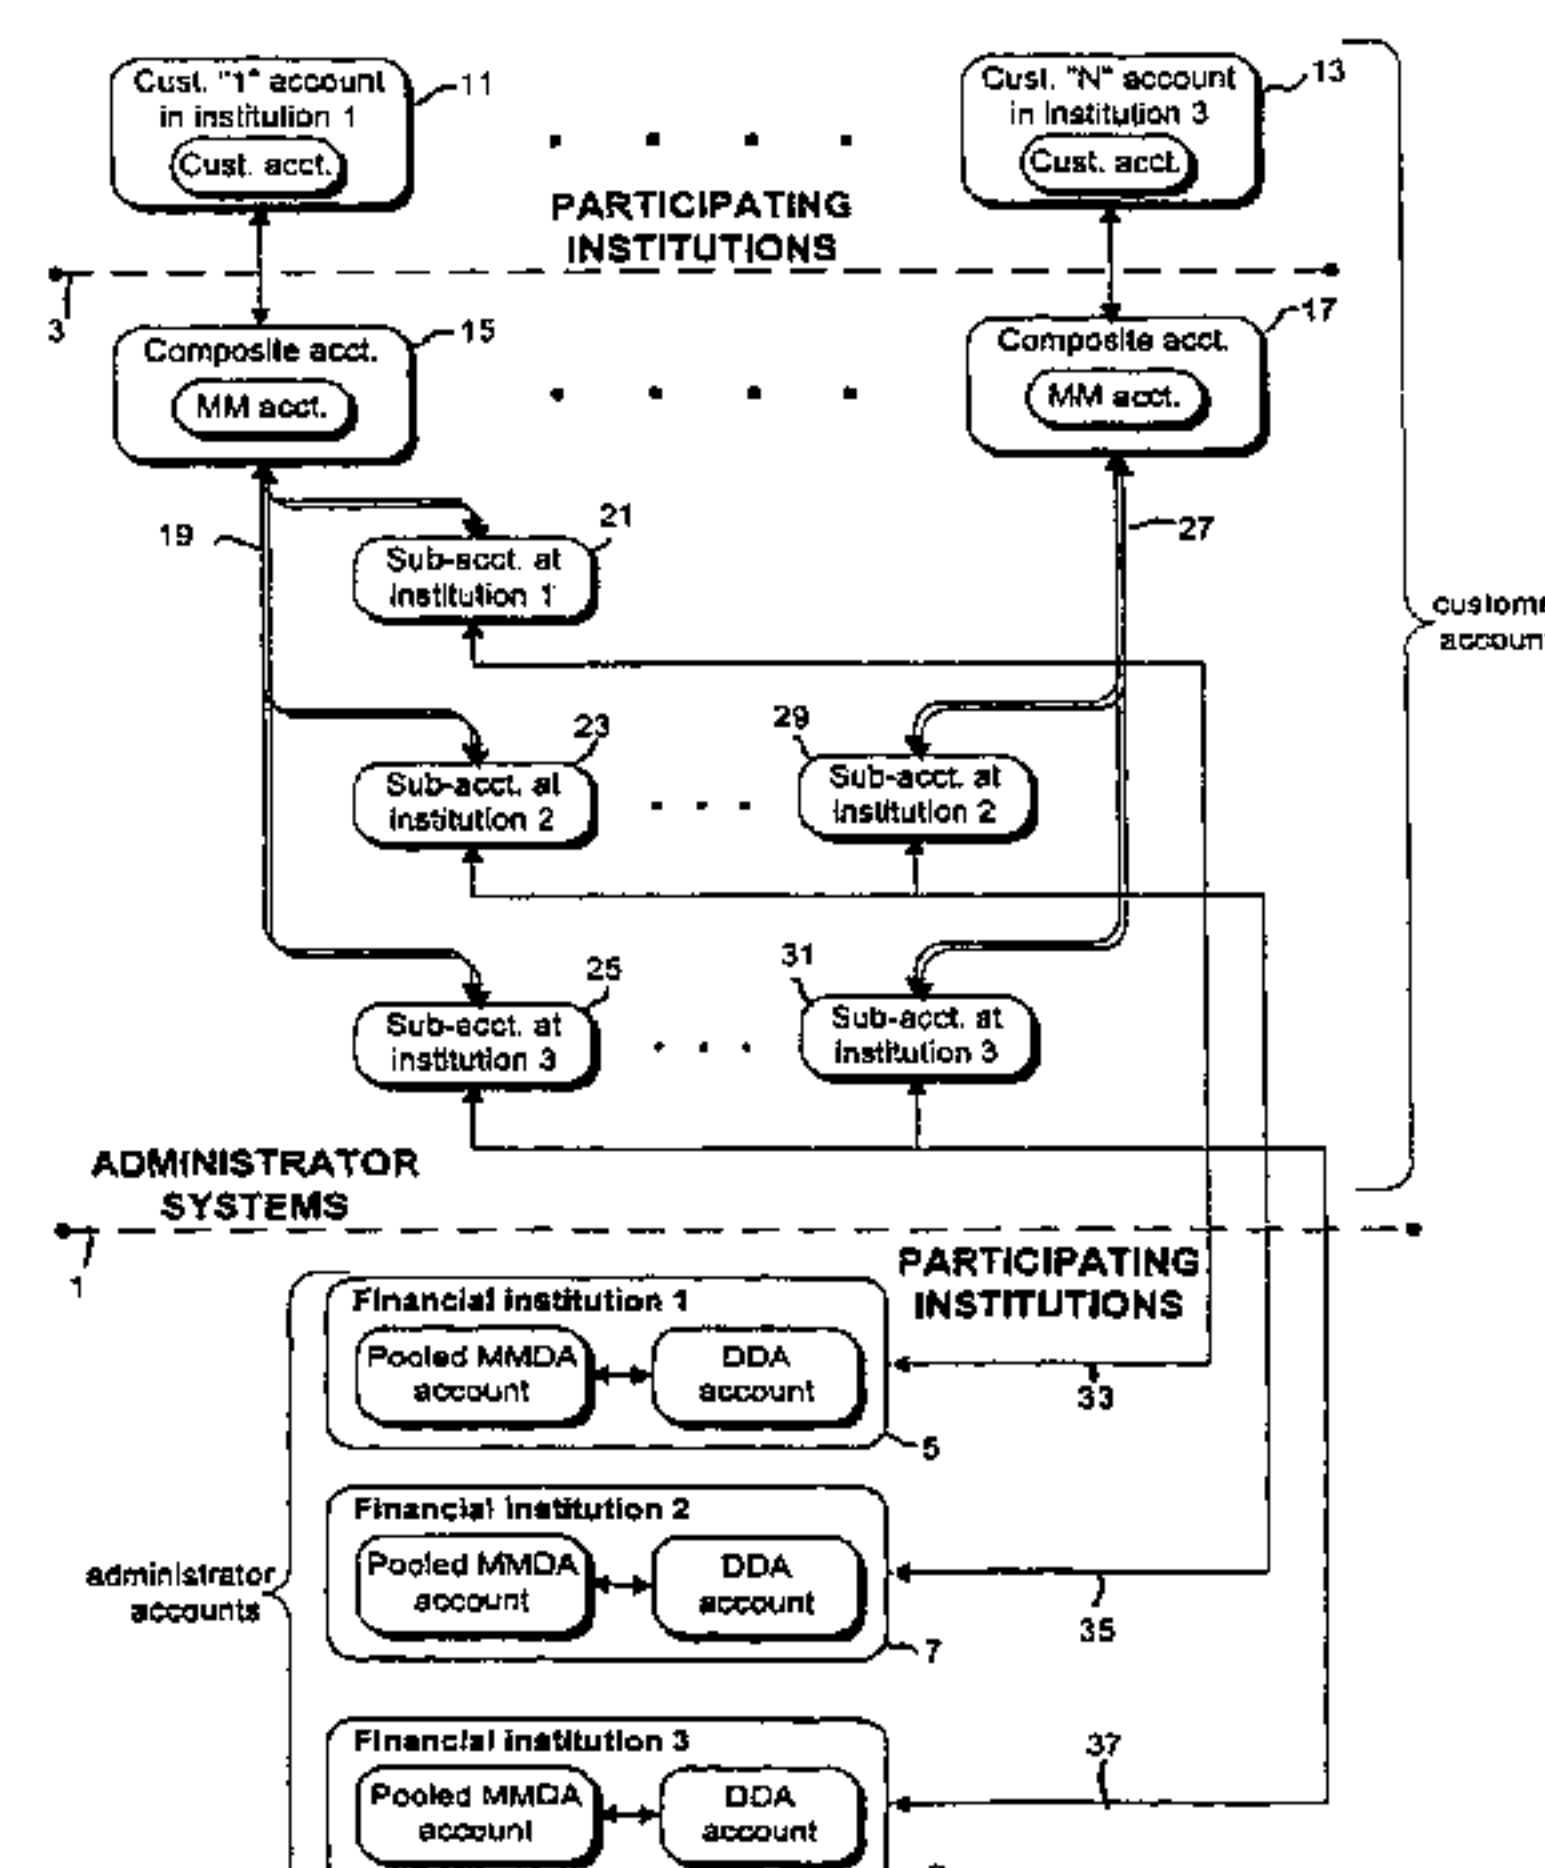 Cust. "1" account
in institution 1
Cust. acct.
11
Cust. "N" account
in institution 3
Cust. acct.
13
PARTICIPATING
INSTITUTIONS
3
Composite acct.
MM acct.
15
Composite acct.
MM acct.
17
19
21
27
Sub-acct. at
institution 1
custome
accoun
23
29
Sub-acct. at
institution 2
Sub-acct. at
institution 2
25
31
Sub-acct. at
institution 3
Sub-acct. at
institution 3
ADMINISTRATOR
SYSTEMS
1
PARTICIPATING
INSTITUTIONS
Financial institution 1
Pooled MMDA
account
DDA
account
33
5
Financial institution 2
Pooled MMDA
account
DDA
account
administrator
accounts
35
7
Financial institution 3
Pooled MMDA
account
DDA
account
37